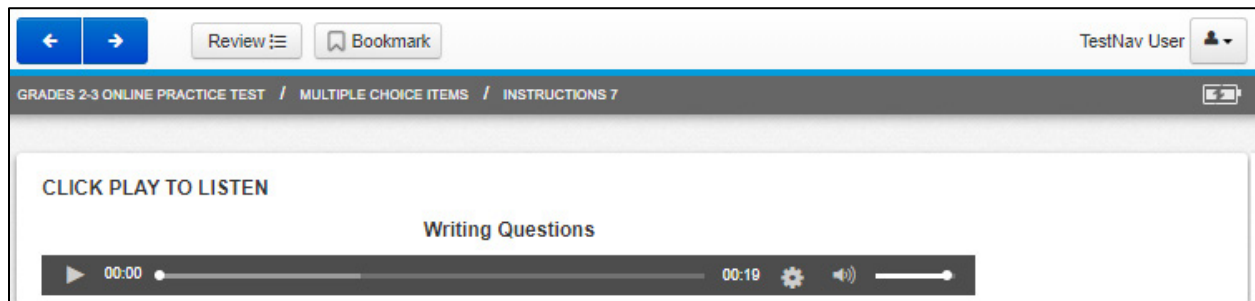 Review Bookmark TestNav User
GRADES 2-3 ONLINE PRACTICE TEST / MULTIPLE CHOICE ITEMS / INSTRUCTIONS 7
CLICK PLAY TO LISTEN
Writing Questions
00:00 00:19